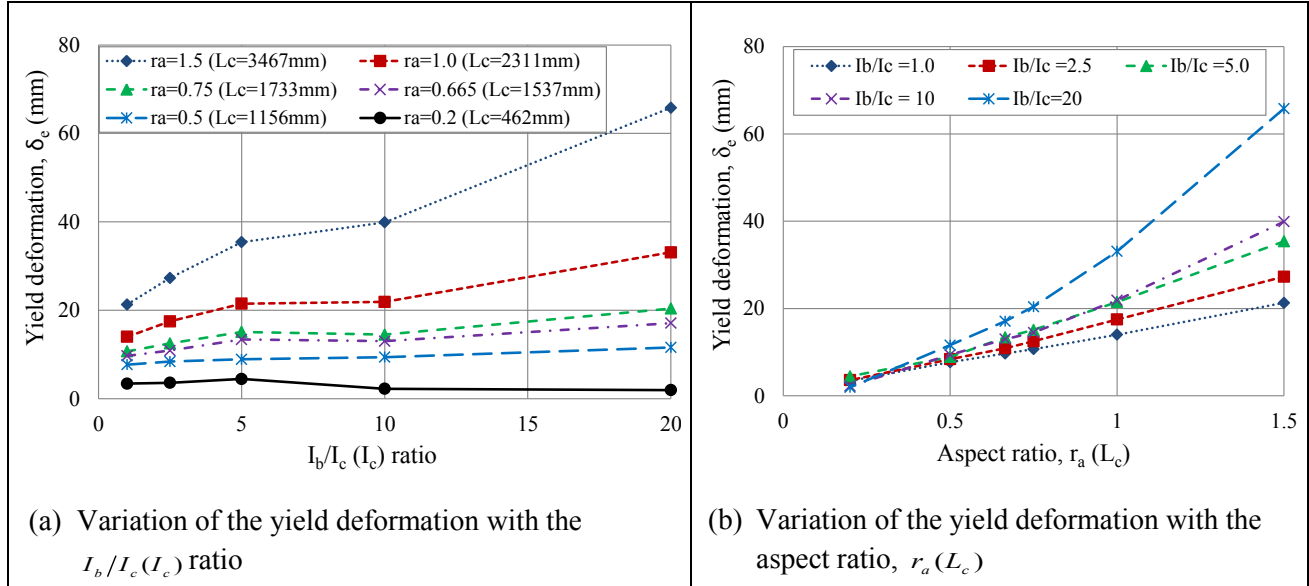 80
60
40
20
0
0
5
10
15
20
Yield deformation, δe (mm)
ra=1.5 (Lc=3467mm)
ra=1.0 (Lc=2311mm)
ra=0.75 (Lc=1733mm)
ra=0.665 (Lc=1537mm)
ra=0.5 (Lc=1156mm)
ra=0.2 (Lc=462mm)
Ib/Ic (Ic) ratio
(a) Variation of the yield deformation with the
Ib/Ic(Ic) ratio
80
60
40
20
0
0
0.5
1
1.5
Yield deformation, δe (mm)
Ib/Ic =1.0
Ib/Ic =2.5
Ib/Ic =5.0
Ib/Ic = 10
Ib/Ic=20
Aspect ratio, ra (Lc)
(b) Variation of the yield deformation with the
aspect ratio, ra(Lc)